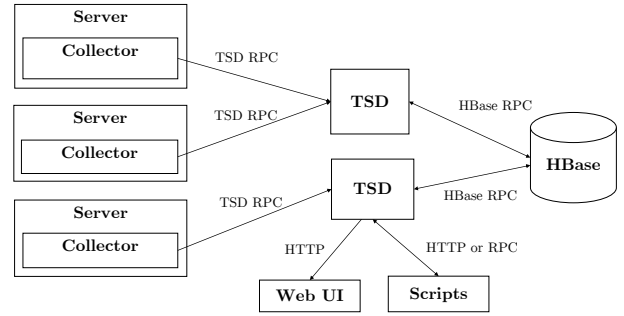 Server
Collector
TSD RPC
TSD
Server
Collector
TSD RPC
HBase RPC
HBase
Server
Collector
TSD RPC
TSD
HBase RPC
HTTP
HTTP or RPC
Web UI
Scripts